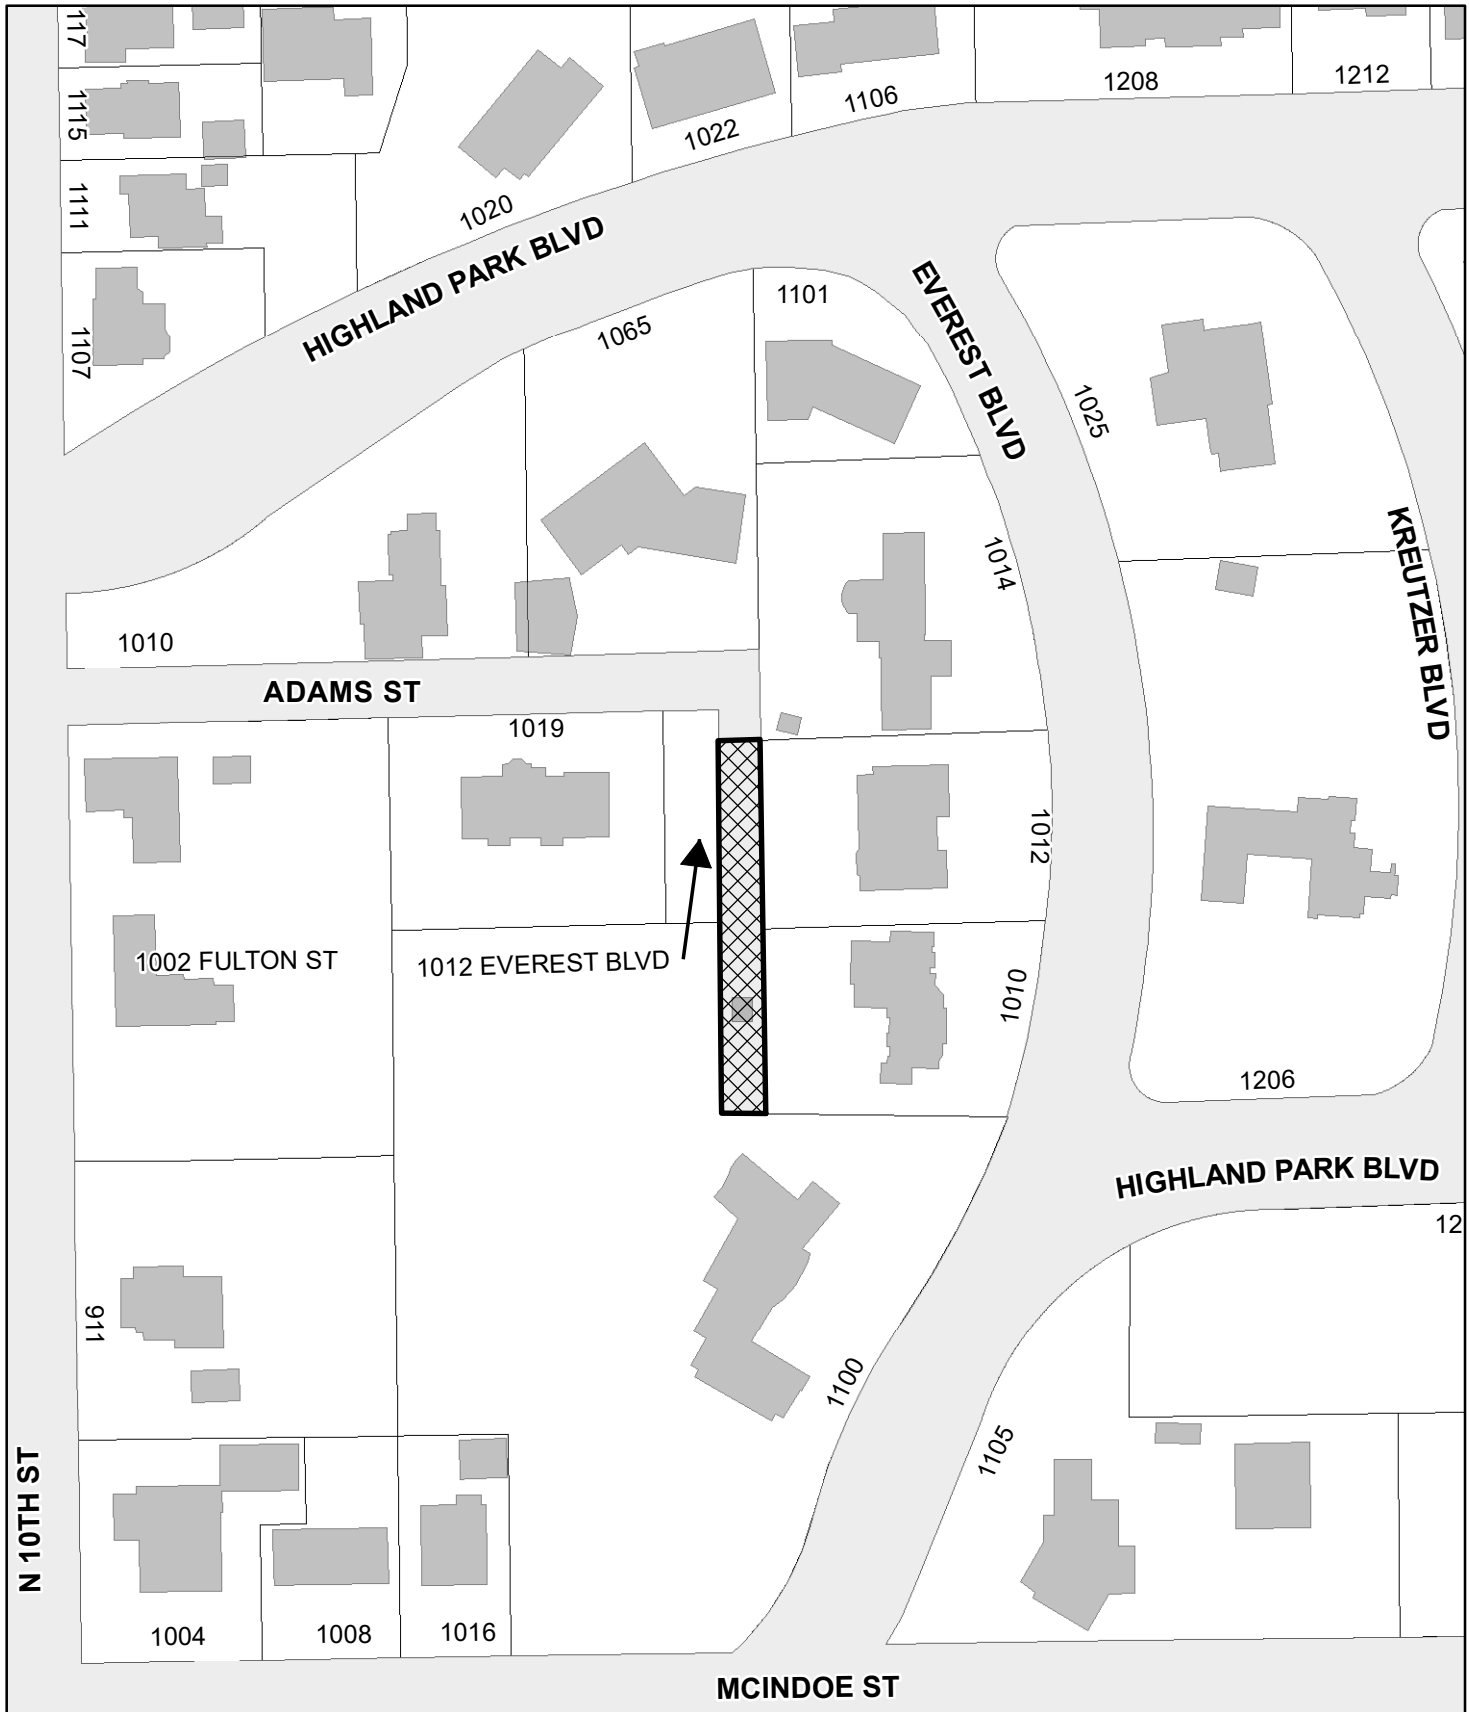 117
1115
1111
1107
1020
1022
1106
1208
1212
HIGHLAND PARK BLVD
1065
1101
EVEREST BLVD
1025
1014
KREUTZER BLVD
1010
ADAMS ST
1019
1012
1002 FULTON ST
1012 EVEREST BLVD
1010
1206
HIGHLAND PARK BLVD
12
911
1100
1105
N 10TH ST
1004
1008
1016
MCINDOE ST